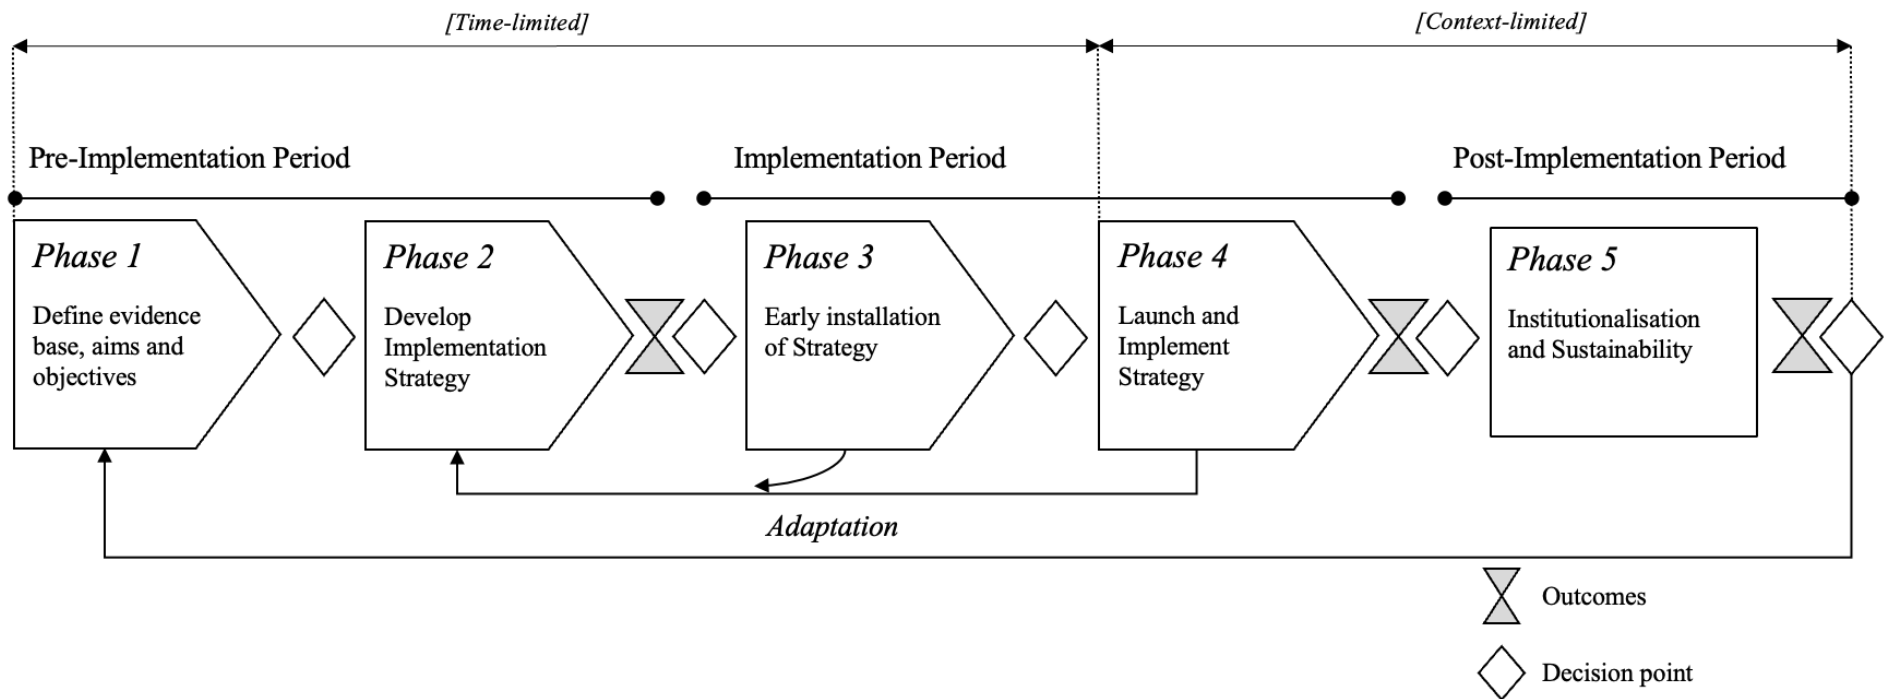 [Time-limited]
[Context-limited]
Pre-Implementation Period
Implementation Period
Post-Implementation Period
Phase 1
Define evidence
base, aims and
objectives
Phase 2
Develop
Implementation
Strategy
Phase 3
Early installation
of Strategy
Phase 4
Launch and
Implement
Strategy
Phase 5
Institutionalisation
and Sustainability
Adaptation
Outcomes
Decision point